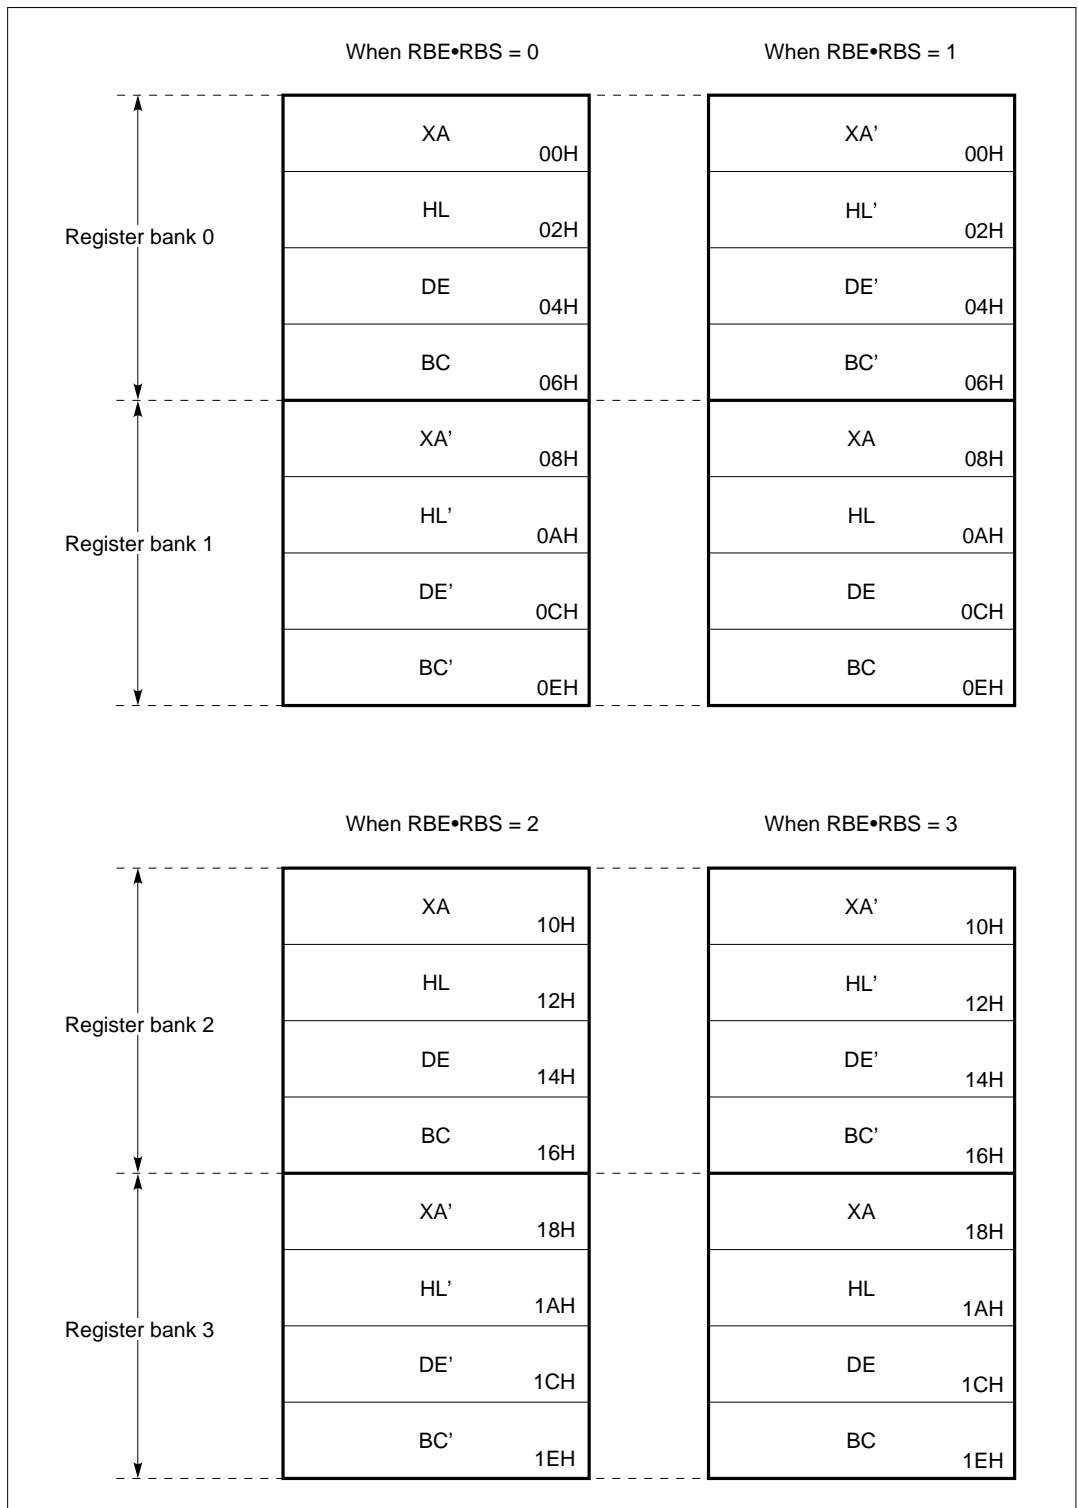 When RBE•RBS = 0
When RBE•RBS = 1
XA
00H
XA’
00H
HL
02H
HL’
02H
Register bank 0
DE
04H
DE’
04H
BC
06H
BC’
06H
XA’
08H
XA
08H
HL’
0AH
HL
0AH
Register bank 1
DE’
0CH
DE
0CH
BC’
0EH
BC
0EH
When RBE•RBS = 2
When RBE•RBS = 3
XA
10H
XA’
10H
HL
12H
HL’
12H
Register bank 2
DE
14H
DE’
14H
BC
16H
BC’
16H
XA’
18H
XA
18H
HL’
1AH
HL
1AH
Register bank 3
DE’
1CH
DE
1CH
BC’
1EH
BC
1EH